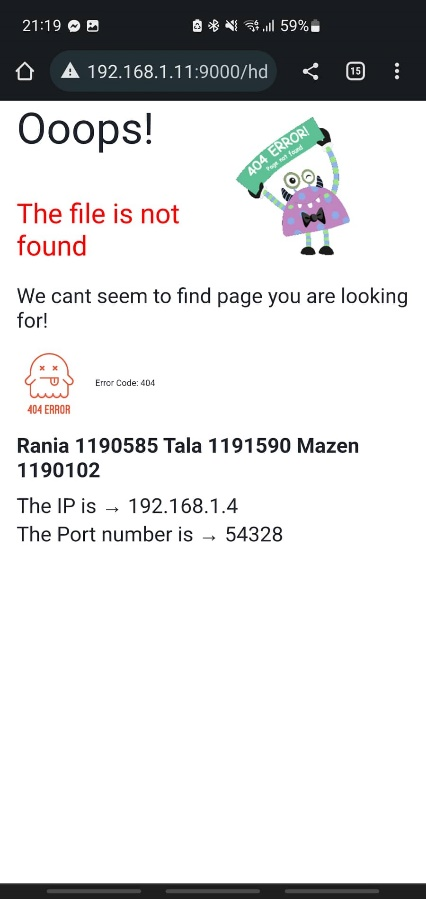 21:19 59%
192.168.1.11:9000/hd 15
Ooops!
404 ERROR!
Page not found
The file is not
found
We cant seem to find page you are looking
for!
Error Code: 404
404 ERROR
Rania 1190585 Tala 1191590 Mazen
1190102
The IP is → 192.168.1.4
The Port number is → 54328